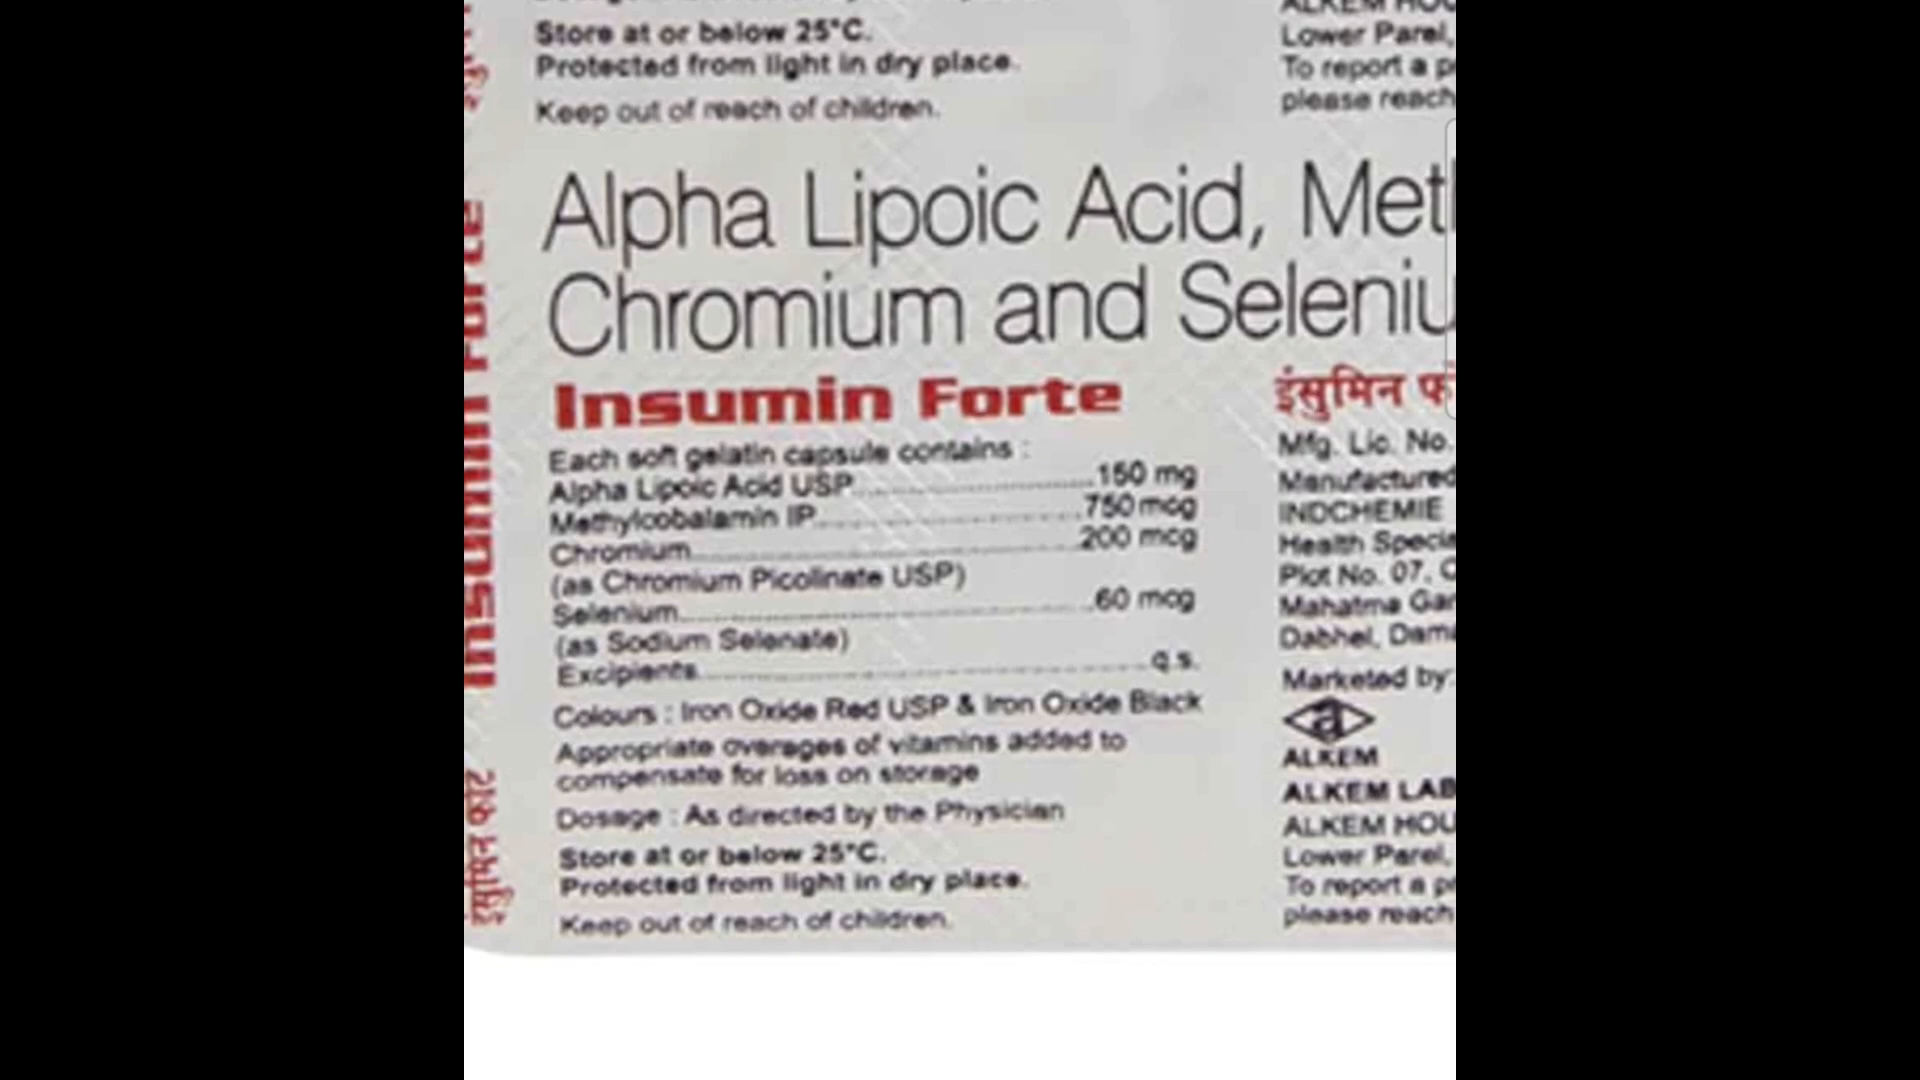 Store at or below 25°C.
Protected from light in dry place.
Keep out of reach of children.
Lower Parel,
To report a p
please reach
Alpha Lipoic Acid, Met
Chromium and Seleniu
Insumin Forte
Each soft gelatin capsule contains :
Alpha Lipoic Acid USP..............................150 mg
Methylcobalamin IP..............................750 mcg
Chromium..............................200 mcg
(as Chromium Picolinate USP)
Selenium..............................60 mcg
(as Sodium Selenate)
Excipients..............................q.s.
Colours : Iron Oxide Red USP & Iron Oxide Black
Appropriate overages of vitamins added to
compensate for loss on storage
Dosage : As directed by the Physician
Store at or below 25°C.
Protected from light in dry place.
Keep out of reach of children.
इंसुमिन फो
Mfg. Lic. No.
Manufactured
INDCHEMIE
Health Specia
Plot No. 07,
Mahatma Gan
Dabhel, Dama
Marketed by:
a
ALKEM
ALKEM LAB
ALKEM HOU
Lower Parel,
To report a p
please reach
Insumin Forte
इंसुमिन फोर्ट